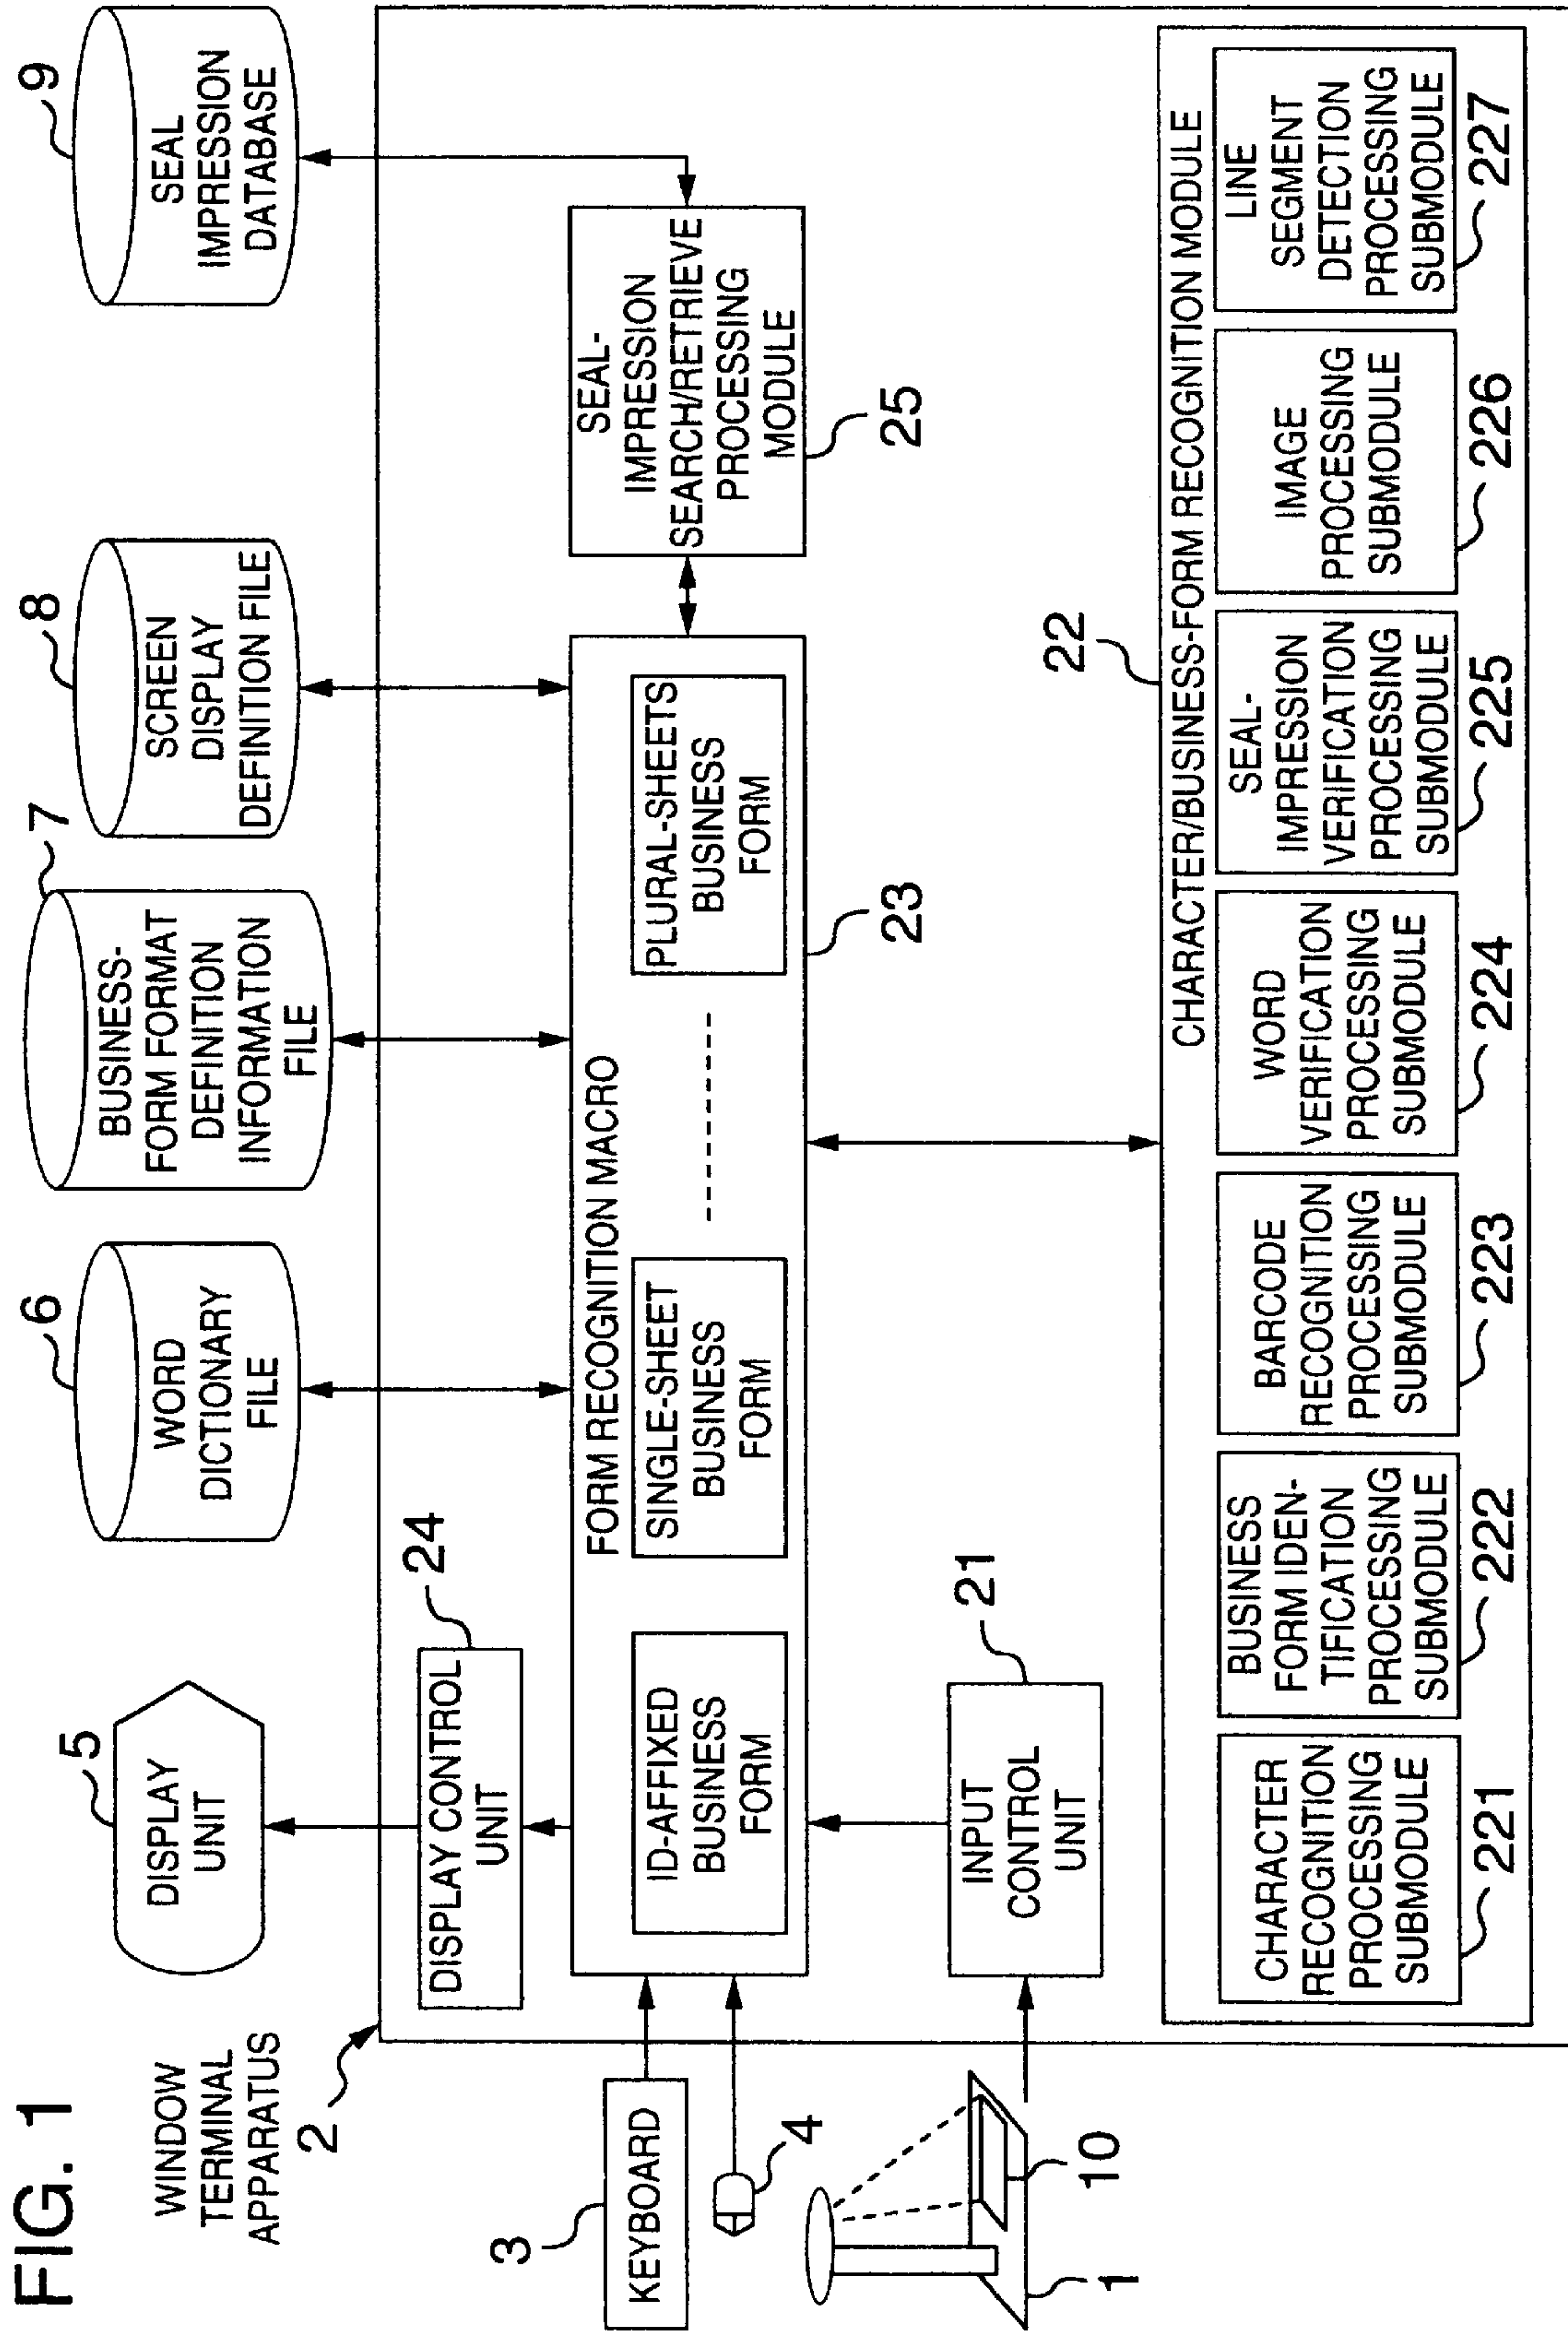 FIG. 1
WINDOW
TERMINAL
APPARATUS
2
5
DISPLAY
UNIT
6
WORD
DICTIONARY
FILE
7
BUSINESS-
FORM FORMAT
DEFINITION
INFORMATION
FILE
8
SCREEN
DISPLAY
DEFINITION FILE
9
SEAL
IMPRESSION
DATABASE
24
DISPLAY CONTROL
UNIT
3
KEYBOARD
4
FORM RECOGNITION MACRO
ID-AFFIXED
BUSINESS
FORM
SINGLE-SHEET
BUSINESS
FORM
PLURAL-SHEETS
BUSINESS
FORM
23
SEAL-
IMPRESSION
SEARCH/RETRIEVE
PROCESSING
MODULE
25
1
10
INPUT
CONTROL
UNIT
21
22
CHARACTER/BUSINESS-FORM RECOGNITION MODULE
CHARACTER
RECOGNITION
PROCESSING
SUBMODULE
221
BUSINESS
FORM IDEN-
TIFICATION
PROCESSING
SUBMODULE
222
BARCODE
RECOGNITION
PROCESSING
SUBMODULE
223
WORD
VERIFICATION
PROCESSING
SUBMODULE
224
SEAL-
IMPRESSION
VERIFICATION
PROCESSING
SUBMODULE
225
IMAGE
PROCESSING
SUBMODULE
226
LINE
SEGMENT
DETECTION
PROCESSING
SUBMODULE
227